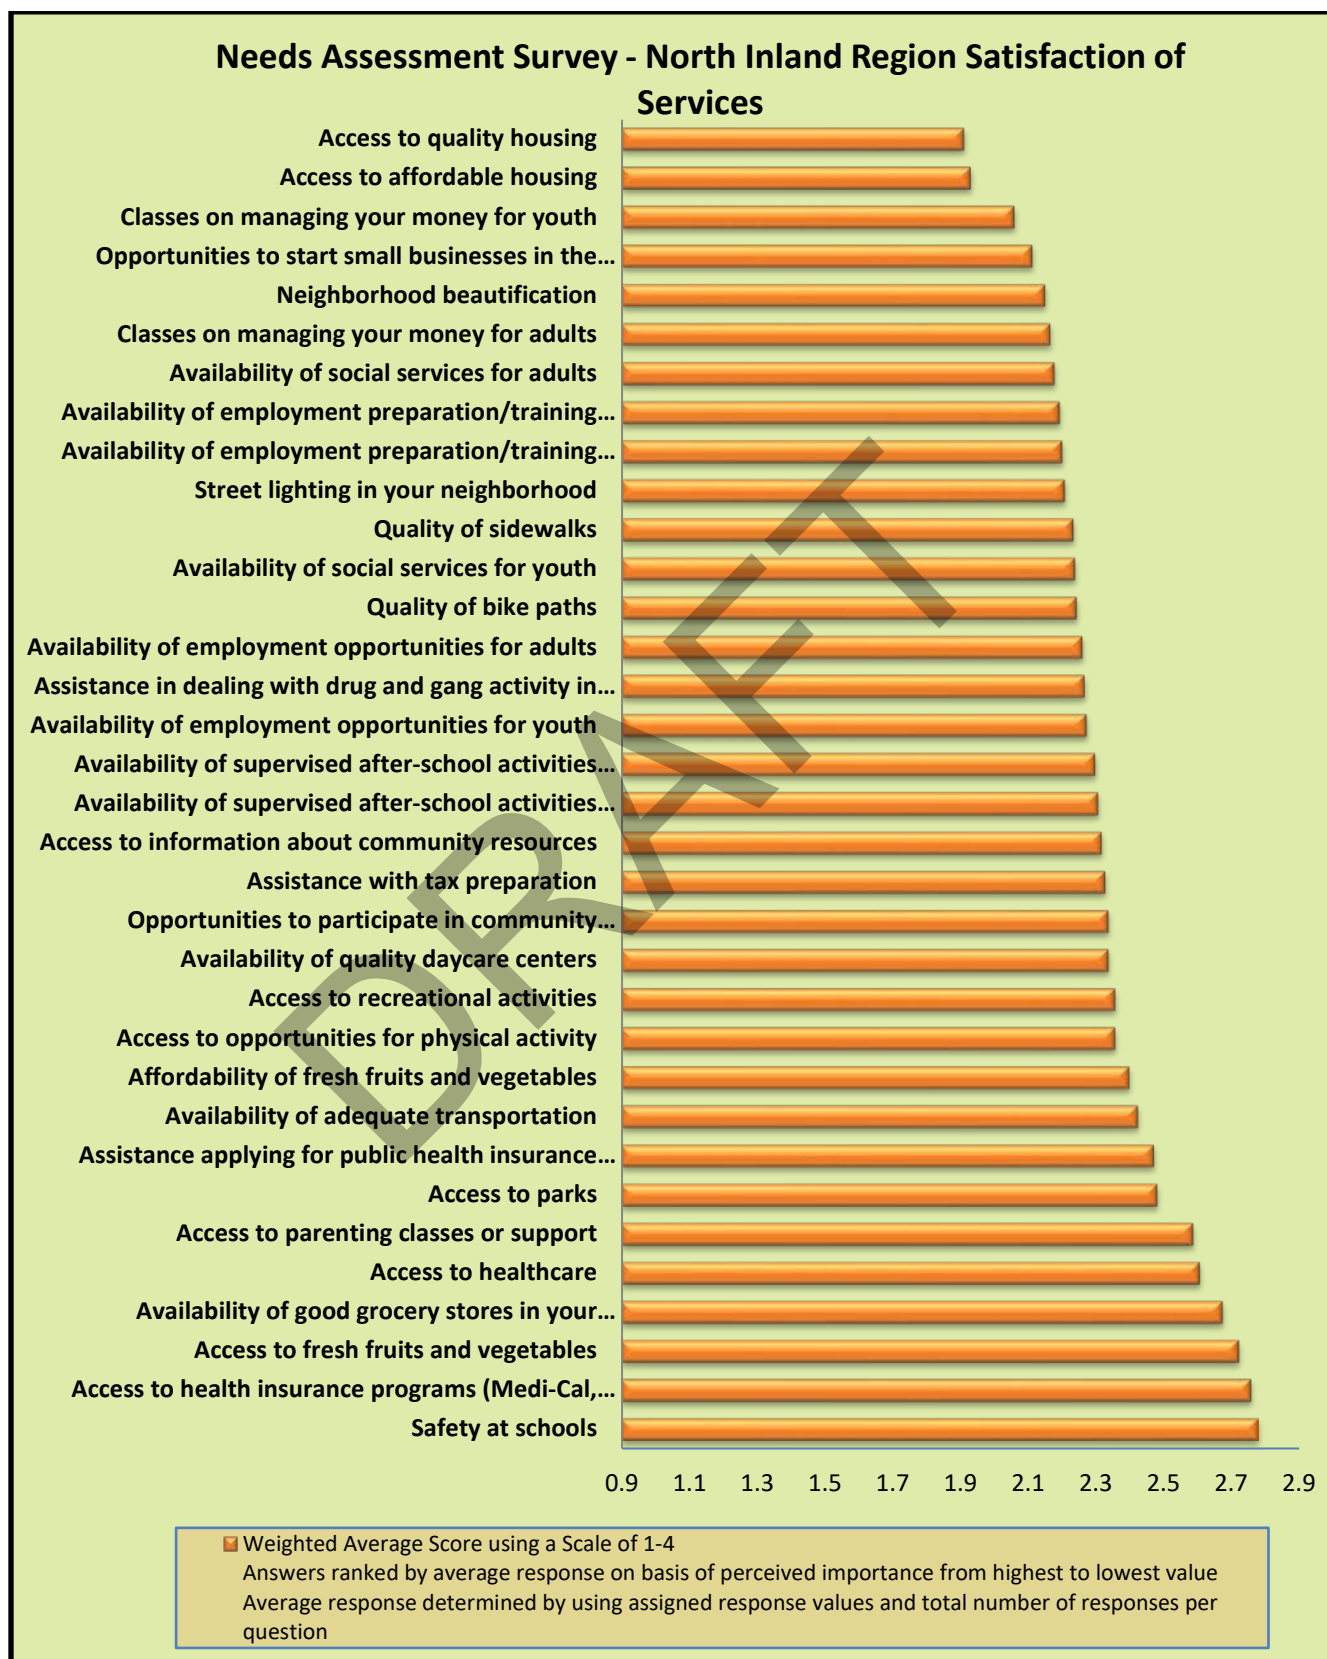 Needs Assessment Survey - North Inland Region Satisfaction of
Services
Access to quality housing
Access to affordable housing
Classes on managing your money for youth
Opportunities to start small businesses in the…
Neighborhood beautification
Classes on managing your money for adults
Availability of social services for adults
Availability of employment preparation/training…
Availability of employment preparation/training…
Street lighting in your neighborhood
Quality of sidewalks
Availability of social services for youth
Quality of bike paths
Availability of employment opportunities for adults
Assistance in dealing with drug and gang activity in…
Availability of employment opportunities for youth
Availability of supervised after-school activities…
Availability of supervised after-school activities…
Access to information about community resources
Assistance with tax preparation
Opportunities to participate in community…
Availability of quality daycare centers
Access to recreational activities
Access to opportunities for physical activity
Affordability of fresh fruits and vegetables
Availability of adequate transportation
Assistance applying for public health insurance…
Access to parks
Access to parenting classes or support
Access to healthcare
Availability of good grocery stores in your…
Access to fresh fruits and vegetables
Access to health insurance programs (Medi-Cal,…
Safety at schools
0.9 1.1 1.3 1.5 1.7 1.9 2.1 2.3 2.5 2.7 2.9
Weighted Average Score using a Scale of 1-4
Answers ranked by average response on basis of perceived importance from highest to lowest value
Average response determined by using assigned response values and total number of responses per
question
DRAFT